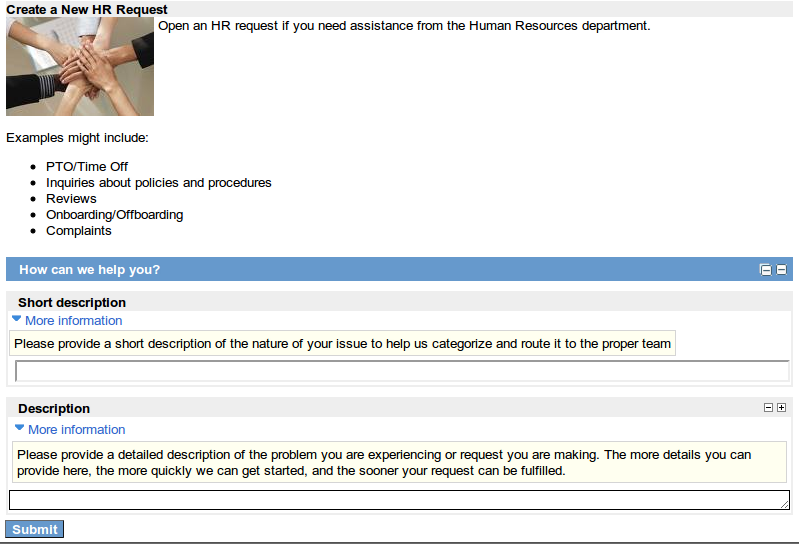 Create a New HR Request
Open an HR request if you need assistance from the Human Resources department.
Examples might include:
PTO/Time Off
Inquiries about policies and procedures
Reviews
Onboarding/Offboarding
Complaints
How can we help you?
Short description
More information
Please provide a short description of the nature of your issue to help us categorize and route it to the proper team
Description
More information
Please provide a detailed description of the problem you are experiencing or request you are making. The more details you can
provide here, the more quickly we can get started, and the sooner your request can be fulfilled.
Submit